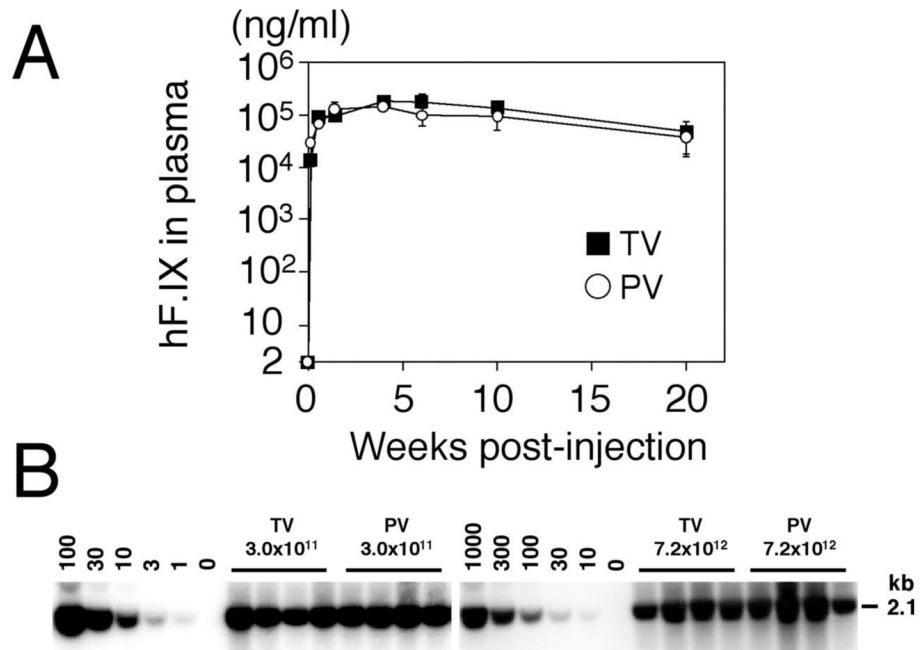 A
(ng/ml)
hF.IX in plasma
10⁶
10⁵
10⁴
10³
10²
10
2
TV
PV
0 5 10 15 20
Weeks post-injection
B
100 30 10 3 1 0
TV
3.0x10¹¹
PV
3.0x10¹¹
1000 300 100 30 10 0
TV
7.2x10¹²
PV
7.2x10¹²
kb
2.1